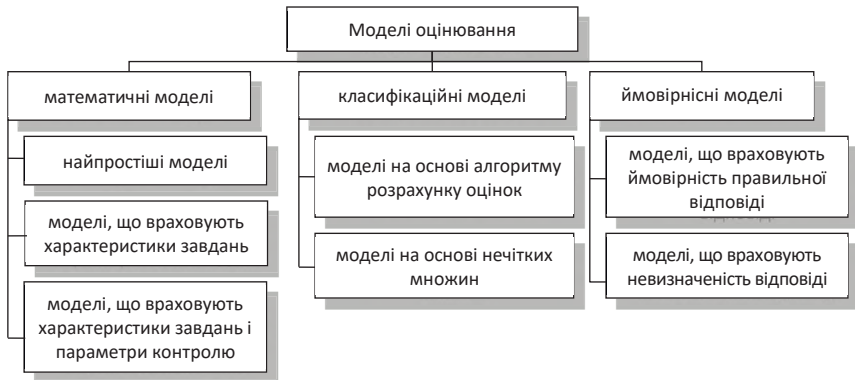 Моделі оцінювання
математичні моделі
найпростіші моделі
моделі, що враховують
характеристики завдань
моделі, що враховують
характеристики завдань і
параметри контролю
класифікаційні моделі
моделі на основі алгоритму
розрахунку оцінок
моделі на основі нечітких
множин
ймовірнісні моделі
моделі, що враховують
ймовірність правильної
відповіді
моделі, що враховують
невизначеність відповіді